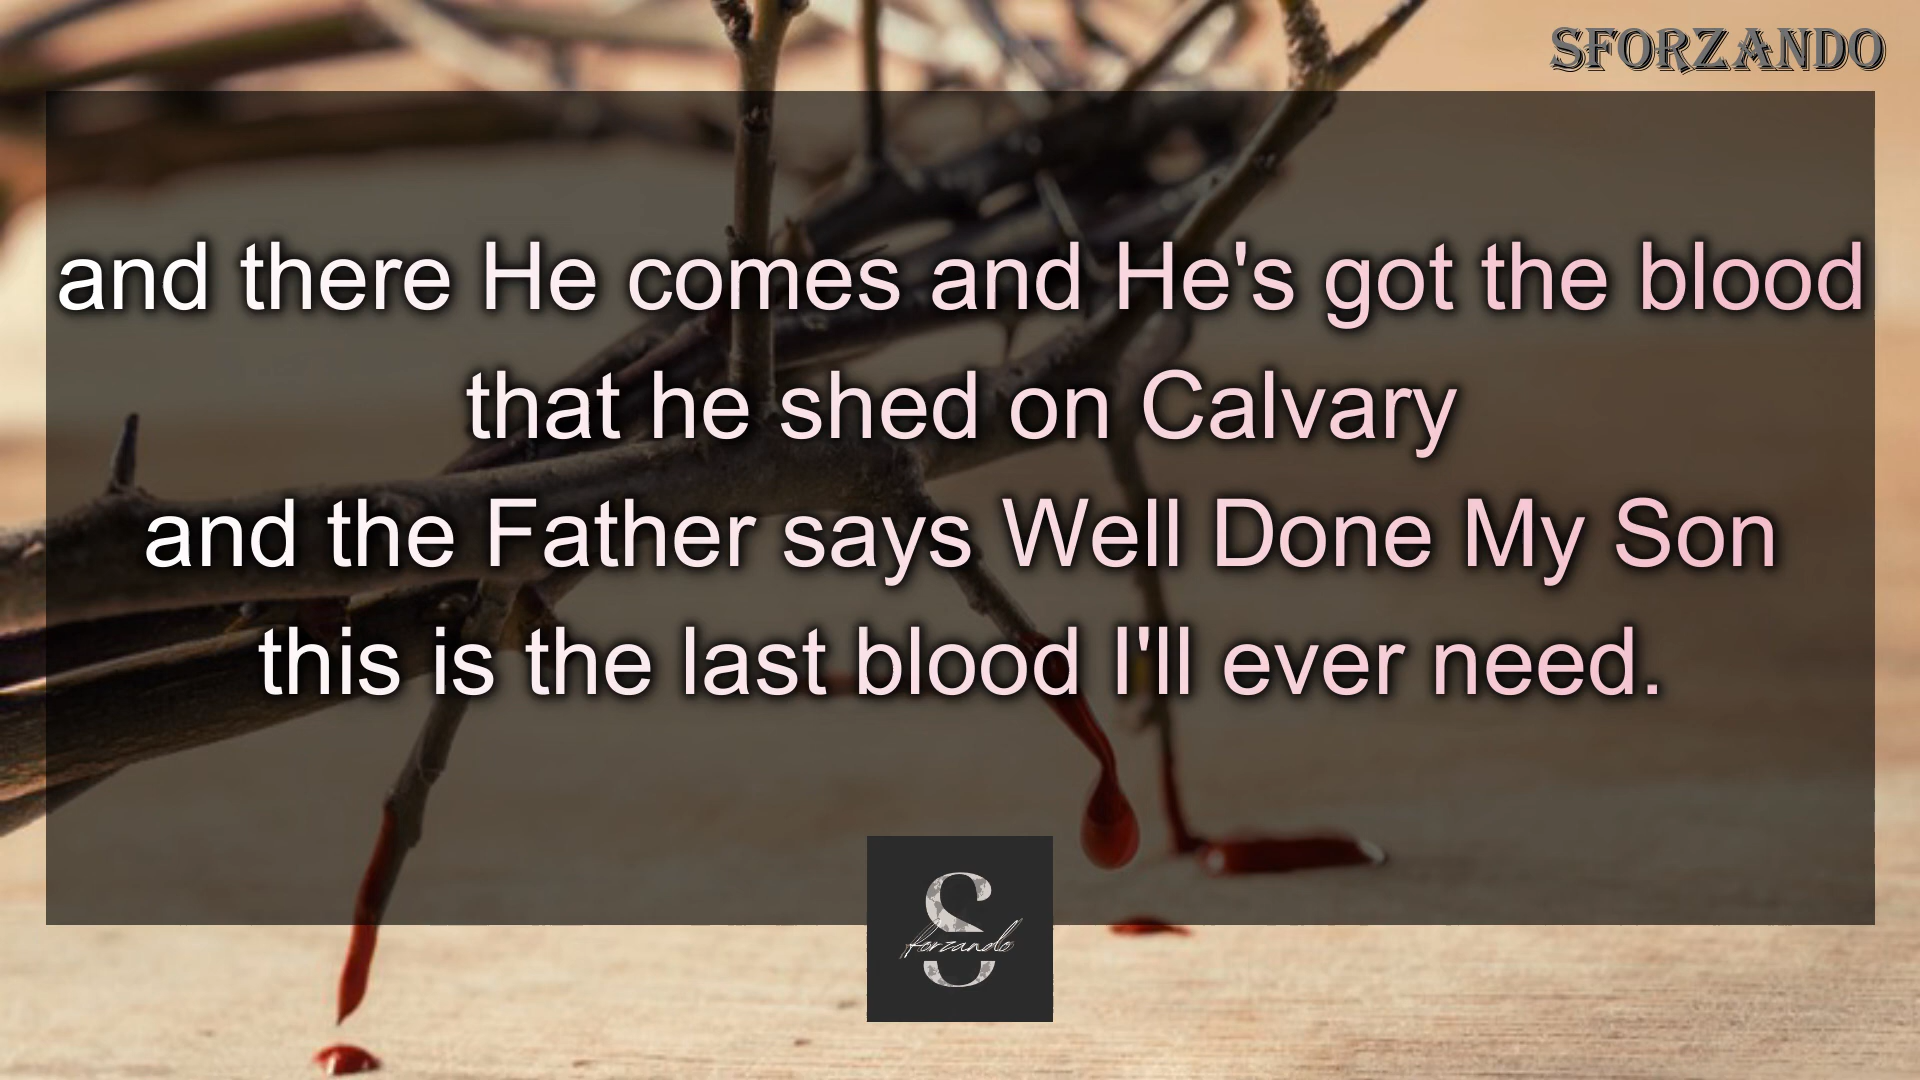 SFORZANDO
and there He comes and He's got the blood
that he shed on Calvary
and the Father says Well Done My Son
this is the last blood I'll ever need.
S
forzando